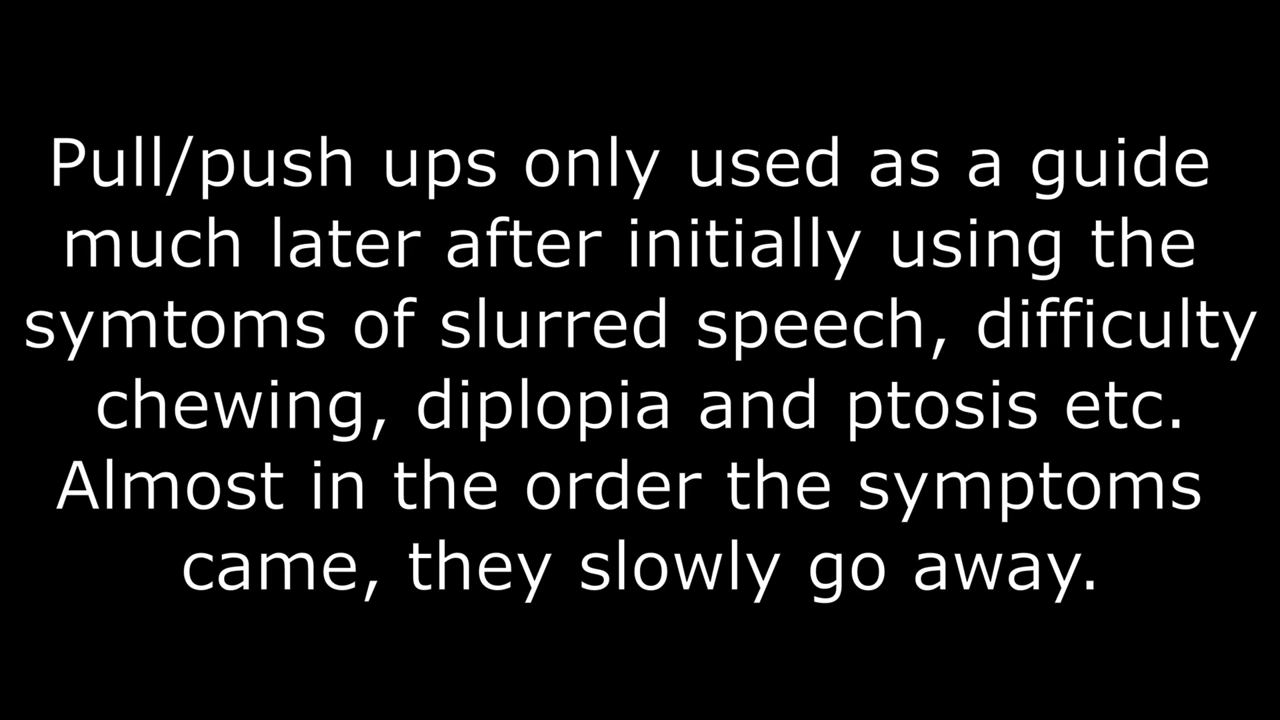 Pull/push ups only used as a guide
much later after initially using the
symtoms of slurred speech, difficulty
chewing, diplopia and ptosis etc.
Almost in the order the symptoms
came, they slowly go away.